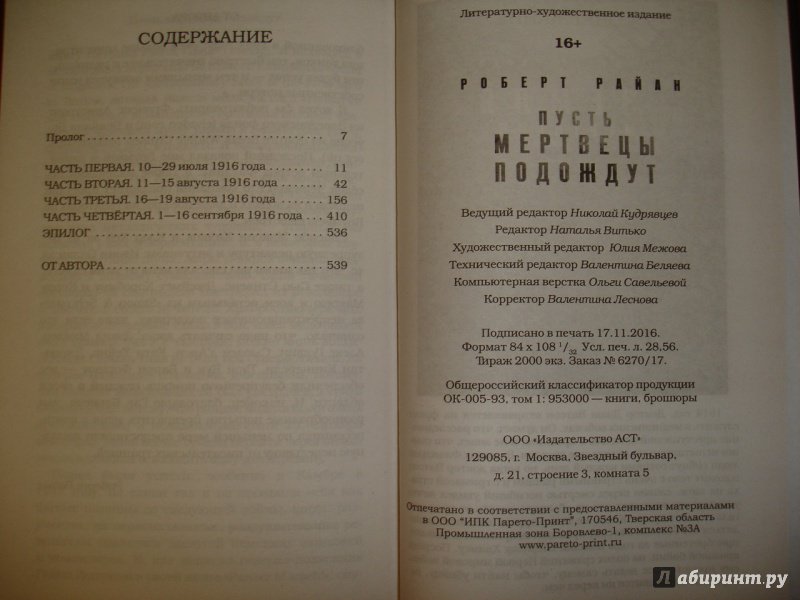 СОДЕРЖАНИЕ
Пролог 7
ЧАСТЬ ПЕРВАЯ. 10—29 июля 1916 года 11
ЧАСТЬ ВТОРАЯ. 11—15 августа 1916 года 42
ЧАСТЬ ТРЕТЬЯ. 16—19 августа 1916 года 156
ЧАСТЬ ЧЕТВЁРТАЯ. 1—16 сентября 1916 года 410
ЭПИЛОГ 536
ОТ АВТОРА 539
Литературно-художественное издание
16+
РОБЕРТ РАЙАН
ПУСТЬ
МЕРТВЕЦЫ
ПОДОЖДУТ
Ведущий редактор Николай Кудрявцев
Редактор Наталья Витько
Художественный редактор Юлия Межова
Технический редактор Валентина Беляева
Компьютерная верстка Ольги Савельевой
Корректор Валентина Леснова
Подписано в печать 17.11.2016.
Формат 84 х 108 1/32 Усл. печ. л. 28,56.
Тираж 2000 экз. Заказ № 6270/17.
Общероссийский классификатор продукции
ОК-005-93, том 1: 953000 — книги, брошюры
ООО «Издательство АСТ»
129085, г. Москва, Звездный бульвар,
д. 21, строение 3, комната 5
Отпечатано в соответствии с предоставленными материалами
в ООО "ИПК Парето-Принт", 170546, Тверская область
Промышленная зона Боровлево-1, комплекс №3А
www.pareto-print.ru
Лабиринт.ру